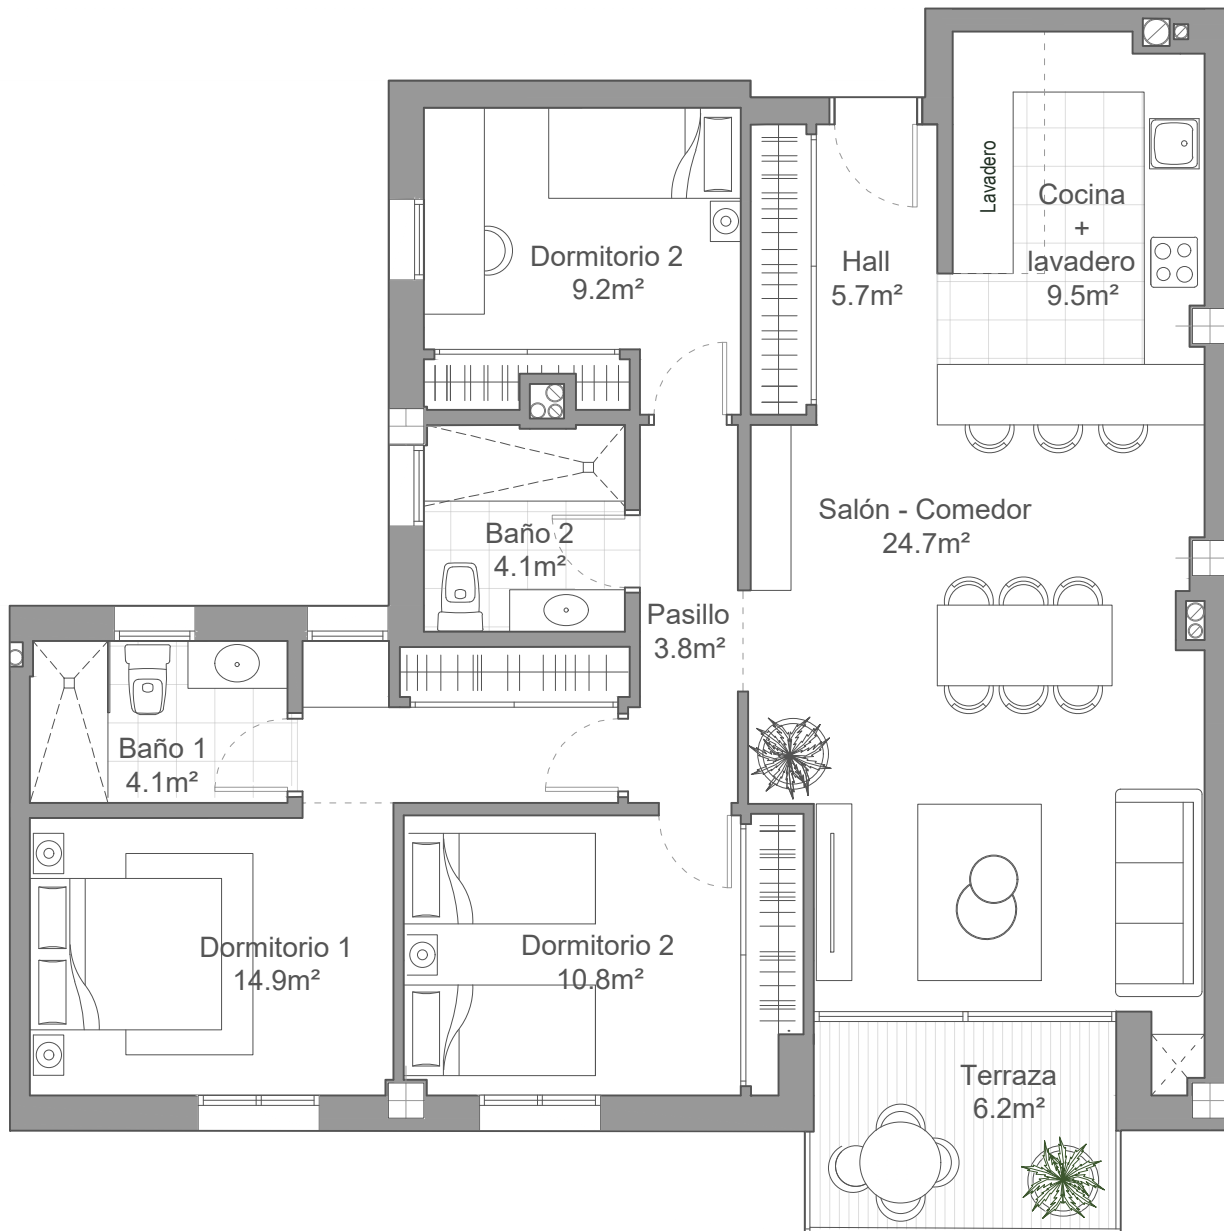 Lavadero
Cocina
+
lavadero
9.5m²
Dormitorio 2
9.2m²
Hall
5.7m²
Salón - Comedor
24.7m²
Baño 2
4.1m²
Pasillo
3.8m²
Baño 1
4.1m²
Dormitorio 1
14.9m²
Dormitorio 2
10.8m²
Terraza
6.2m²